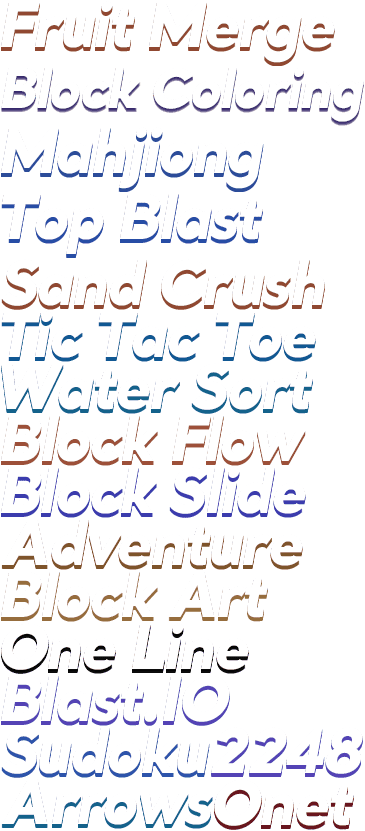 Fruit Merge
Block Coloring
Mahjiong
Top Blast
Sand Crush
Tic Tac Toe
Water Sort
Block Flow
Block Slide
Adventure
Block Art
One Line
Blast.IO
Sudoku2248
ArrowsOnet